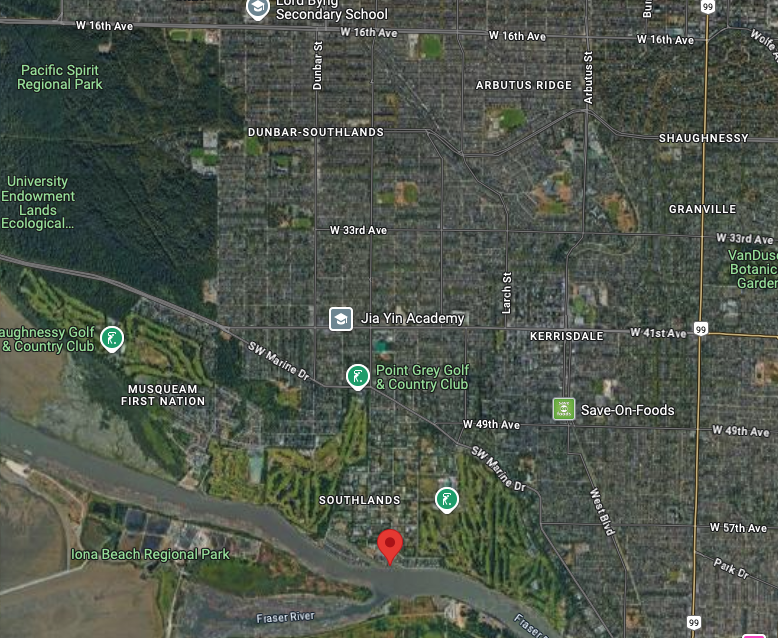 Lord Byng
Secondary School
99
W 16th Ave
W 16th Ave
W 16th Ave
W 16th Ave
Dunbar St
Arbutus St
Pacific Spirit
Regional Park
ARBUTUS RIDGE
DUNBAR-SOUTHLANDS
SHAUGHNESSY
University
Endowment
Lands
Ecological...
GRANVILLE
W 33rd Ave
W 33rd Ave
Larch St
Jia Yin Academy
KERRISDALE
W 41st Ave
99
aughnessy Golf
& Country Club
SW Marine Dr
Point Grey Golf
& Country Club
MUSQUEAM
FIRST NATION
Save-On-Foods
W 49th Ave
W 49th Ave
SW Marine Dr
SOUTHLANDS
West Blvd
W 57th Ave
Iona Beach Regional Park
Park Dr
Fraser River
99